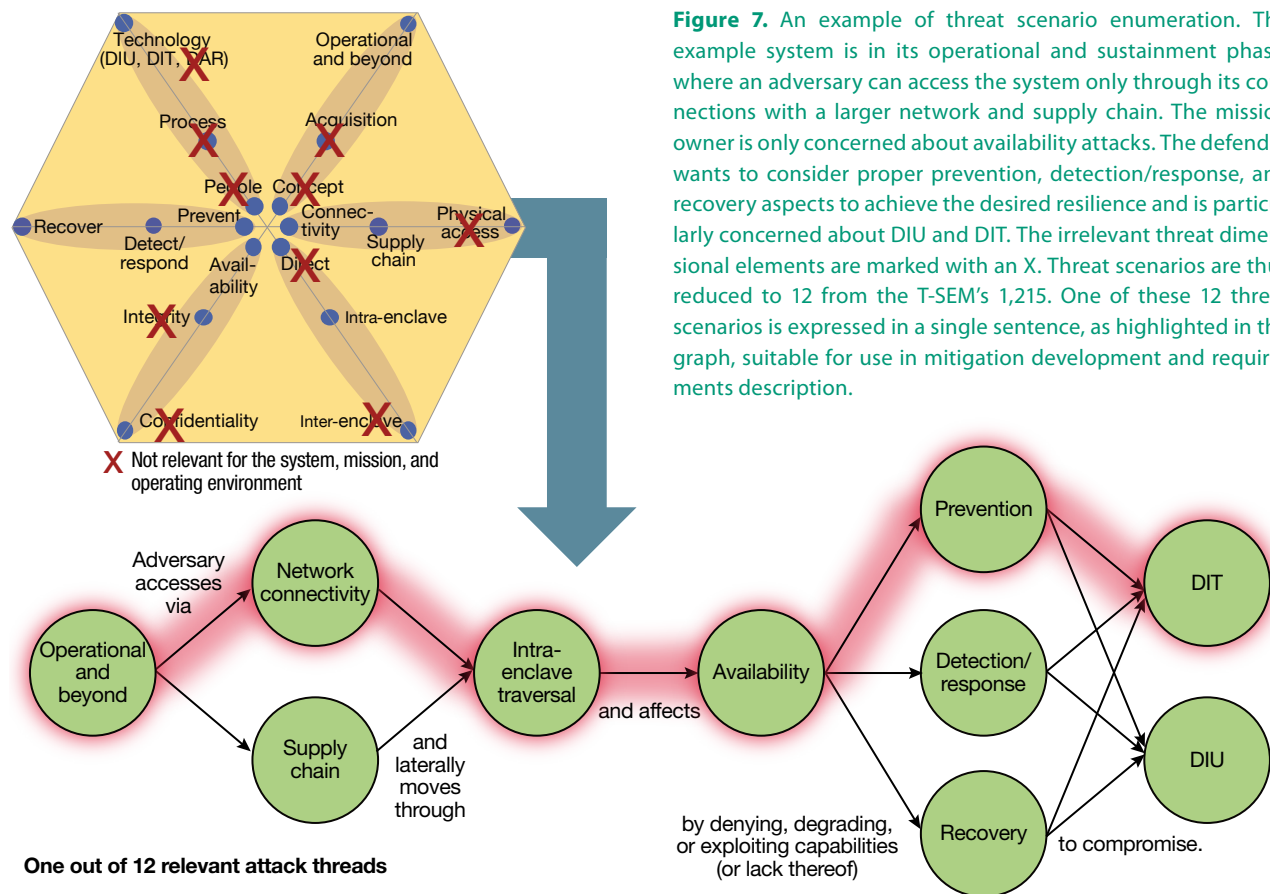 Figure 7. An example of threat scenario enumeration. Th
example system is in its operational and sustainment phas
where an adversary can access the system only through its co
nections with a larger network and supply chain. The mission
owner is only concerned about availability attacks. The defend
wants to consider proper prevention, detection/response, an
recovery aspects to achieve the desired resilience and is partic
larly concerned about DIU and DIT. The irrelevant threat dime
sional elements are marked with an X. Threat scenarios are thu
reduced to 12 from the T-SEM's 1,215. One of these 12 thre
scenarios is expressed in a single sentence, as highlighted in th
graph, suitable for use in mitigation development and require
ments description.
Technology
(DIU, DIT, DAR)
Operational
and beyond
Process
Acquisition
People
Concept
Recover
Prevent
Connec-
tivity
Physical
access
Detect/
respond
Supply
chain
Avail-
ability
Direct
Integrity
Intra-enclave
Confidentiality
Inter-enclave
X Not relevant for the system, mission, and
operating environment
Operational
and
beyond
Adversary
accesses
via
Network
connectivity
Supply
chain
and
laterally
moves
through
Intra-
enclave
traversal
and affects
Availability
by denying, degrading,
or exploiting capabilities
(or lack thereof)
Prevention
Detection/
response
Recovery
to compromise.
DIT
DIU
One out of 12 relevant attack threads